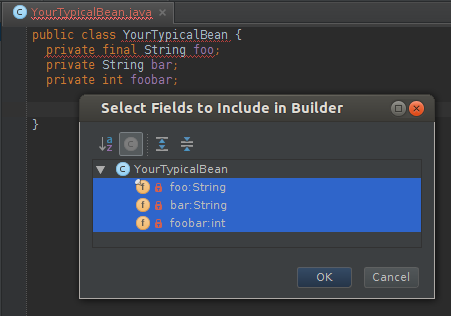 YourTypicalBean.java
public class YourTypicalBean {
private final String foo;
private String bar;
private int foobar;
}
Select Fields to Include in Builder
YourTypicalBean
foo:String
bar:String
foobar:int
OK Cancel